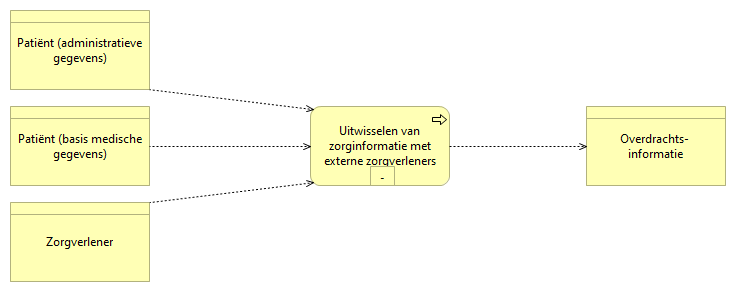 Patiënt (administratieve
gegevens)
Patiënt (basis medische
gegevens)
Zorgverlener
Uitwisselen van
zorginformatie met
externe zorgverleners
-
Overdrachts-
informatie